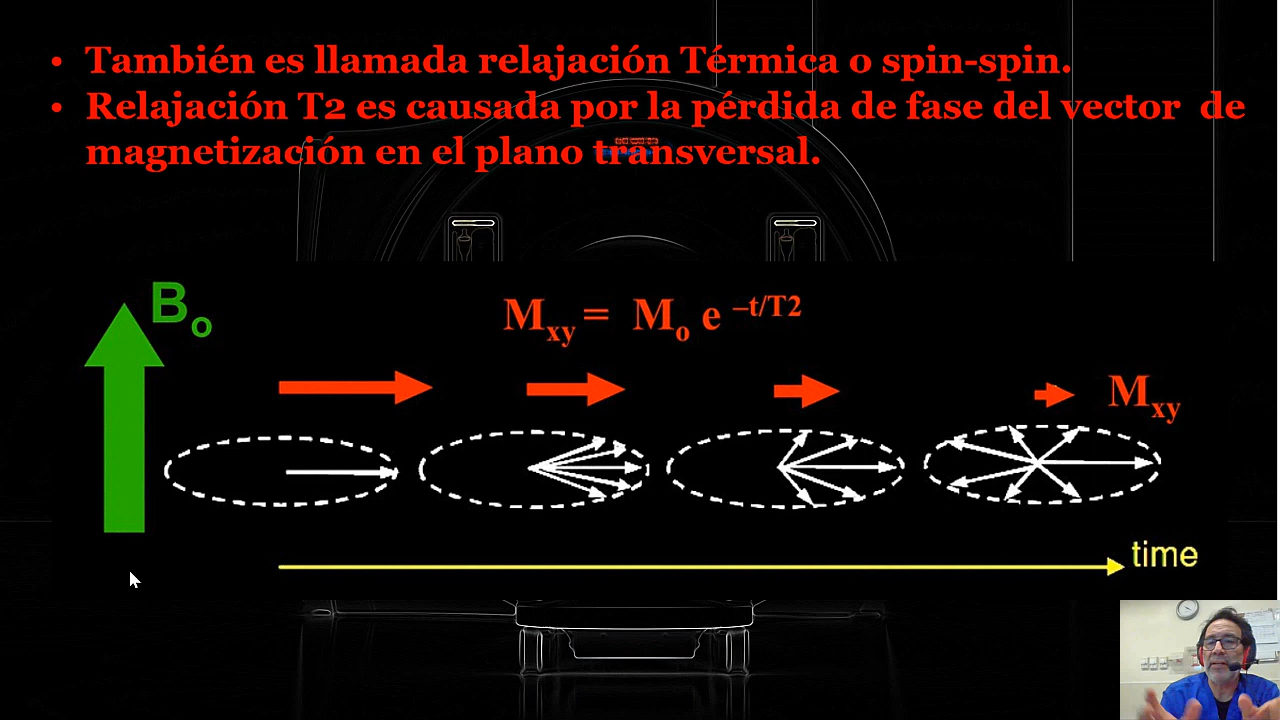 • También es llamada relajación Térmica o spin-spin.
• Relajación T2 es causada por la pérdida de fase del vector de
magnetización en el plano transversal.
Bo
Mxy = Mo e –t/T2
Mxy
time